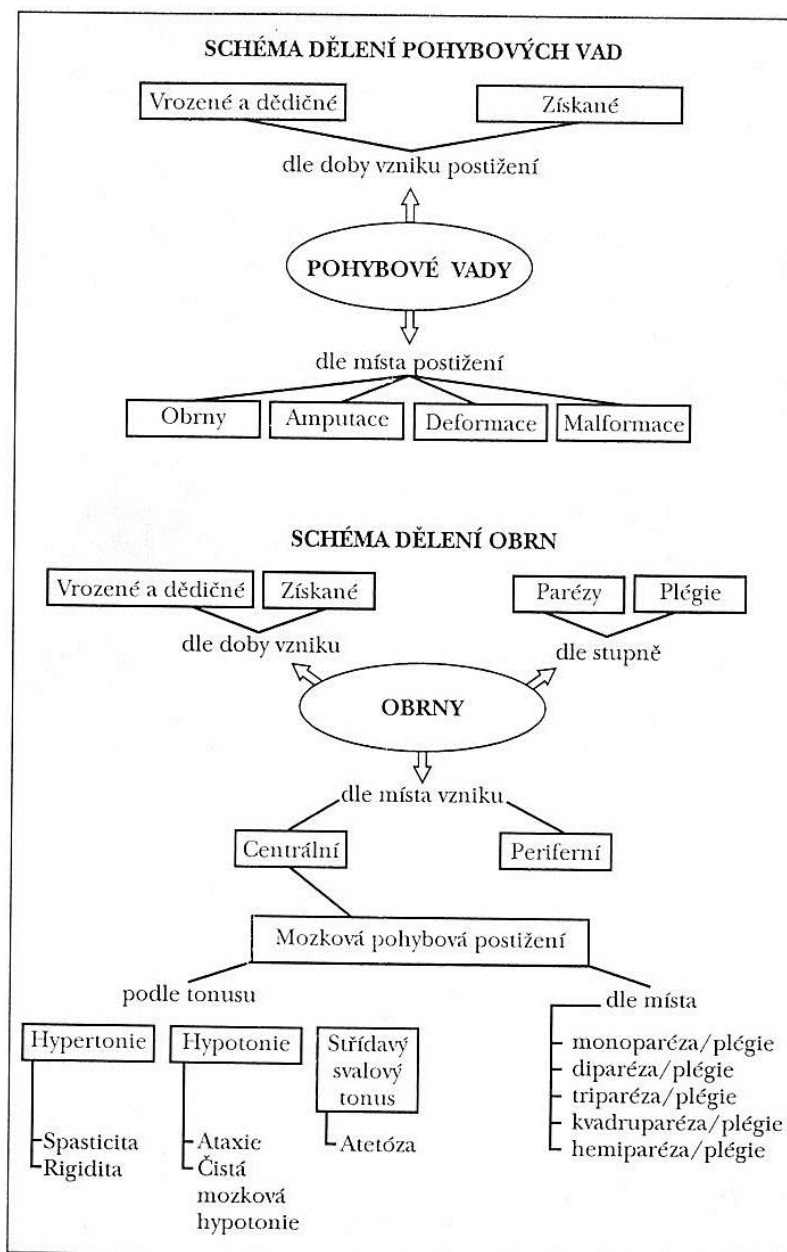 SCHÉMA DĚLENÍ POHYBOVÝCH VAD
Vrozené a dědičné
Získané
dle doby vzniku postižení
POHYBOVÉ VADY
dle místa postižení
Obrny
Amputace
Deformace
Malformace
SCHÉMA DĚLENÍ OBRN
Vrozené a dědičné
Získané
dle doby vzniku
Parézy
Plégie
dle stupně
OBRNY
dle místa vzniku
Centrální
Periferní
Mozková pohybová postižení
podle tonusu
Hypertonie
Spasticita
Rigidita
Hypotonie
Ataxie
Čistá
mozková
hypotonie
Střídavý
svalový
tonus
Atetóza
dle místa
monoparéza/plégie
diparéza/plégie
triparéza/plégie
kvadruparéza/plégie
hemiparéza/plégie